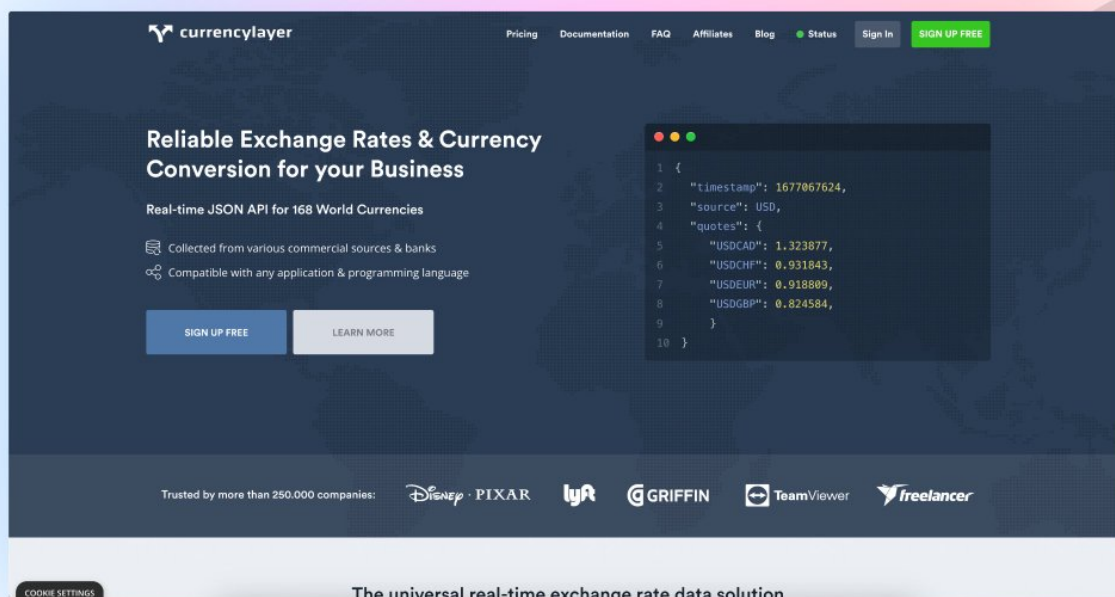 currencylayer
Pricing Documentation FAQ Affiliates Blog Status Sign In SIGN UP FREE
Reliable Exchange Rates & Currency
Conversion for your Business
Real-time JSON API for 168 World Currencies
Collected from various commercial sources & banks
Compatible with any application & programming language
SIGN UP FREE LEARN MORE
1 {
2 "timestamp": 1677067624,
3 "source": USD,
4 "quotes": {
5 "USDCAD": 1.323877,
6 "USDCHF": 0.931843,
7 "USDEUR": 0.918809,
8 "USDGBP": 0.824584,
9 }
10 }
Trusted by more than 250.000 companies: Disney · PIXAR lyft GRIFFIN TeamViewer freelancer
The universal real-time exchange rate data solution
COOKIE SETTINGS